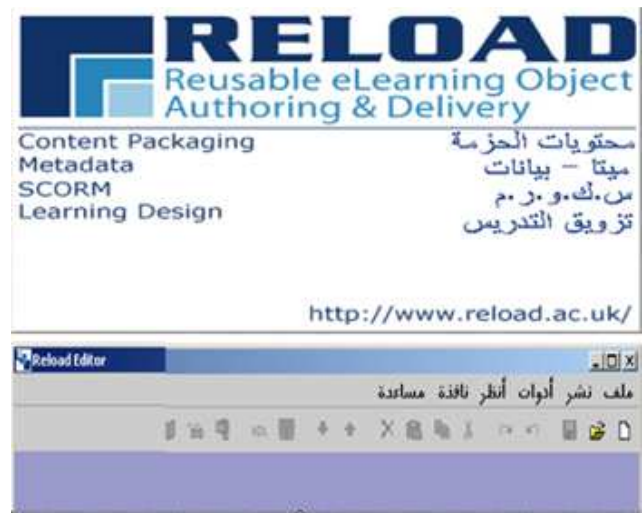 RELOAD
Reusable eLearning Object
Authoring & Delivery
Content Packaging
Metadata
SCORM
Learning Design
محتويات الحزمة
ميتا – بيانات
س.ك.و.ر.م
تزويق التدريس
http://www.reload.ac.uk/
Reload Editor
ملف نشر أدوات أنظر نافذة مساعدة